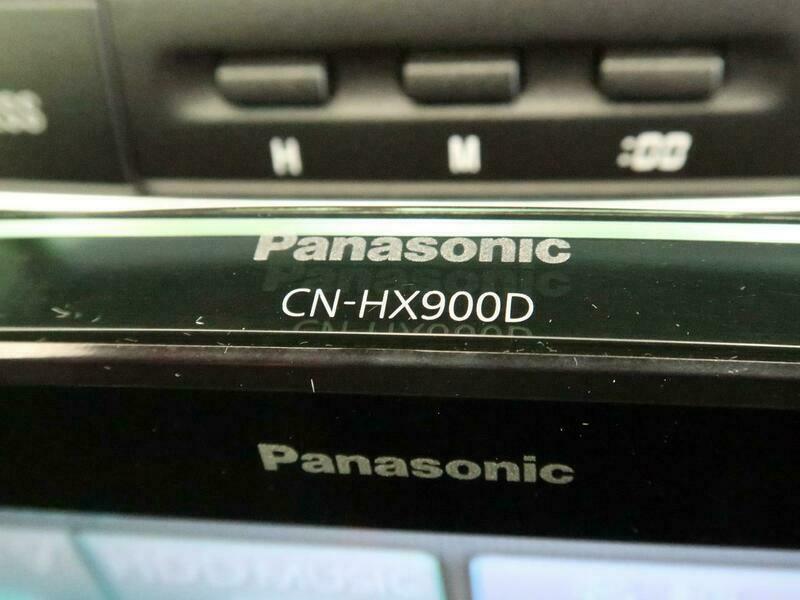 H M :00
Panasonic
CN-HX900D
Panasonic